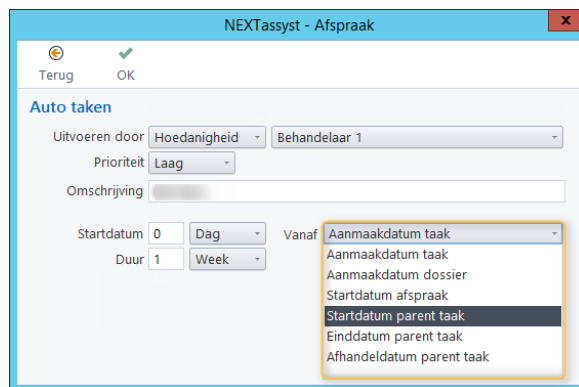 NEXTassyst - Afspraak
x
Terug OK
Auto taken
Uitvoeren door Hoedanigheid Behandelaar 1
Prioriteit Laag
Omschrijving
Startdatum 0 Dag Vanaf Aanmaakdatum taak
Duur 1 Week
Aanmaakdatum taak
Aanmaakdatum dossier
Startdatum afspraak
Startdatum parent taak
Einddatum parent taak
Afhandeldatum parent taak